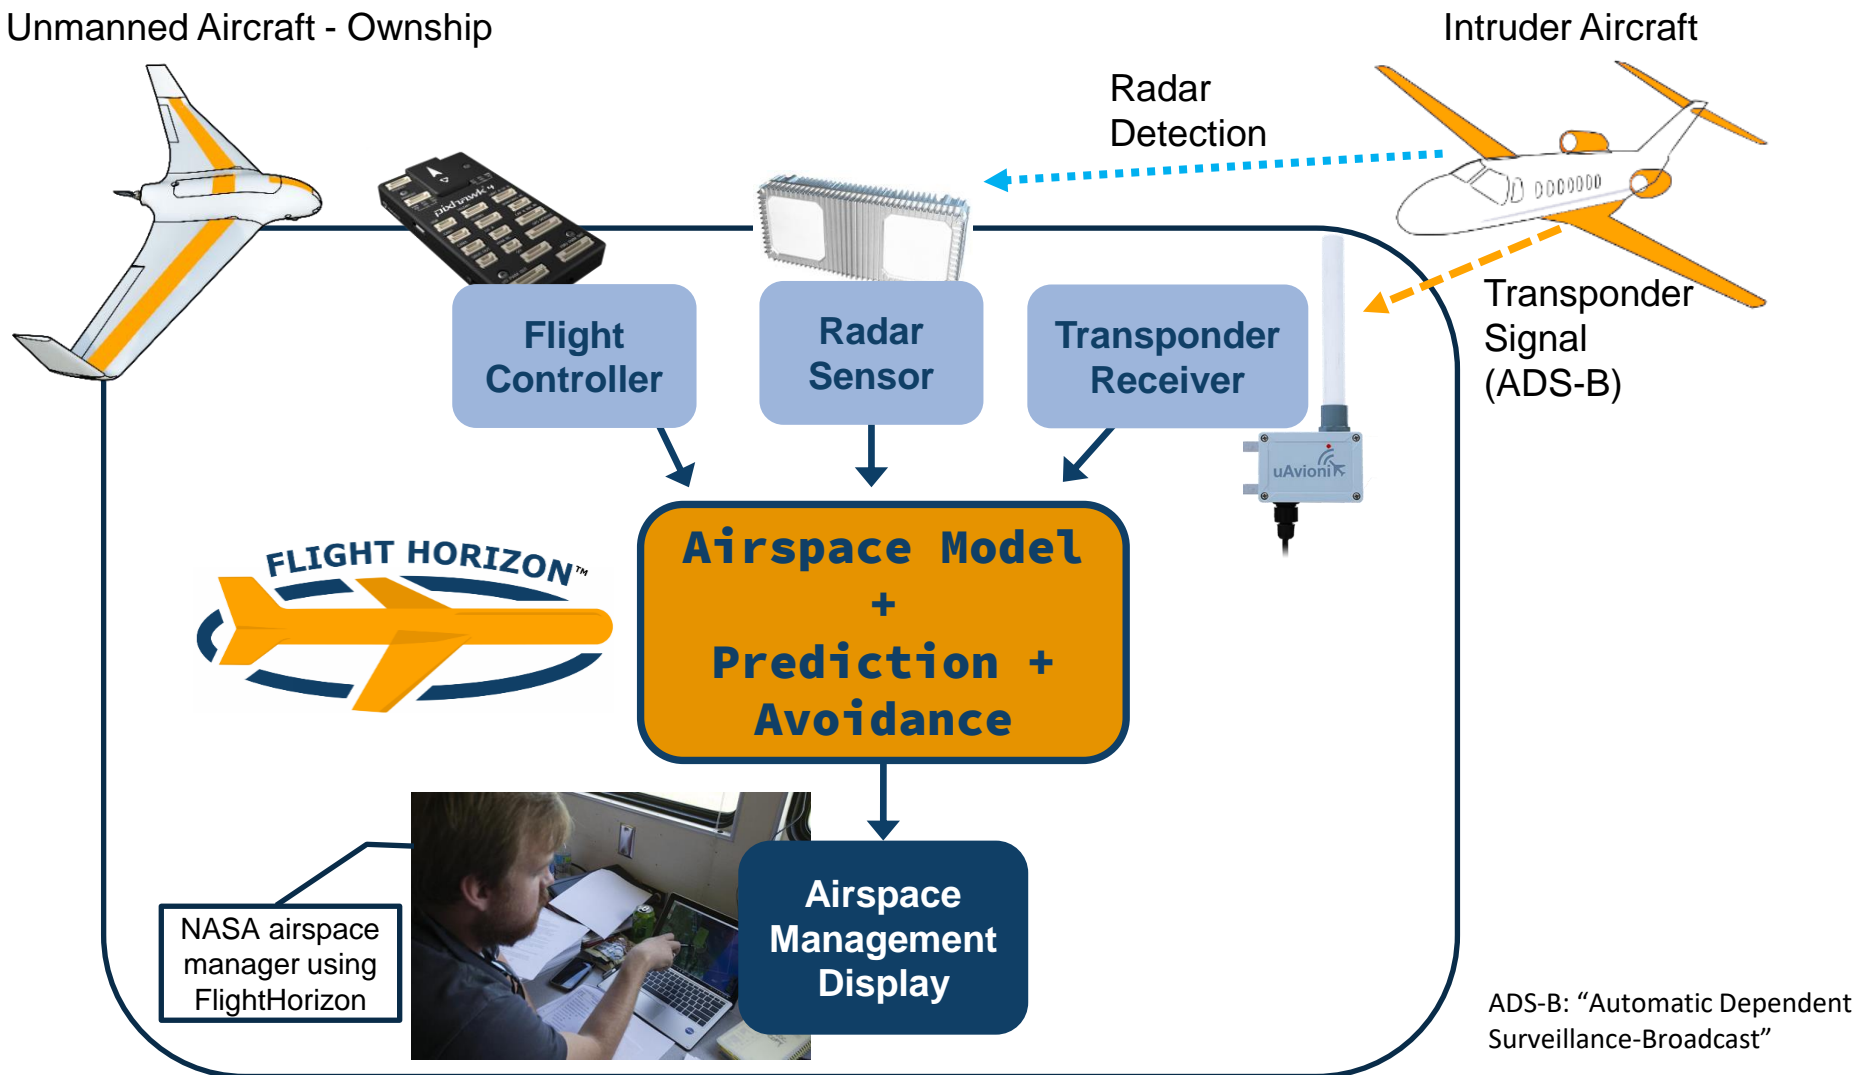 Unmanned Aircraft - Ownship
Intruder Aircraft
Radar
Detection
pixhawk 4
Flight
Controller
Radar
Sensor
Transponder
Receiver
Transponder
Signal
(ADS-B)
uAvionix
FLIGHT HORIZON™
Airspace Model
+
Prediction +
Avoidance
Airspace
Management
Display
NASA airspace
manager using
FlightHorizon
ADS-B: “Automatic Dependent
Surveillance-Broadcast”